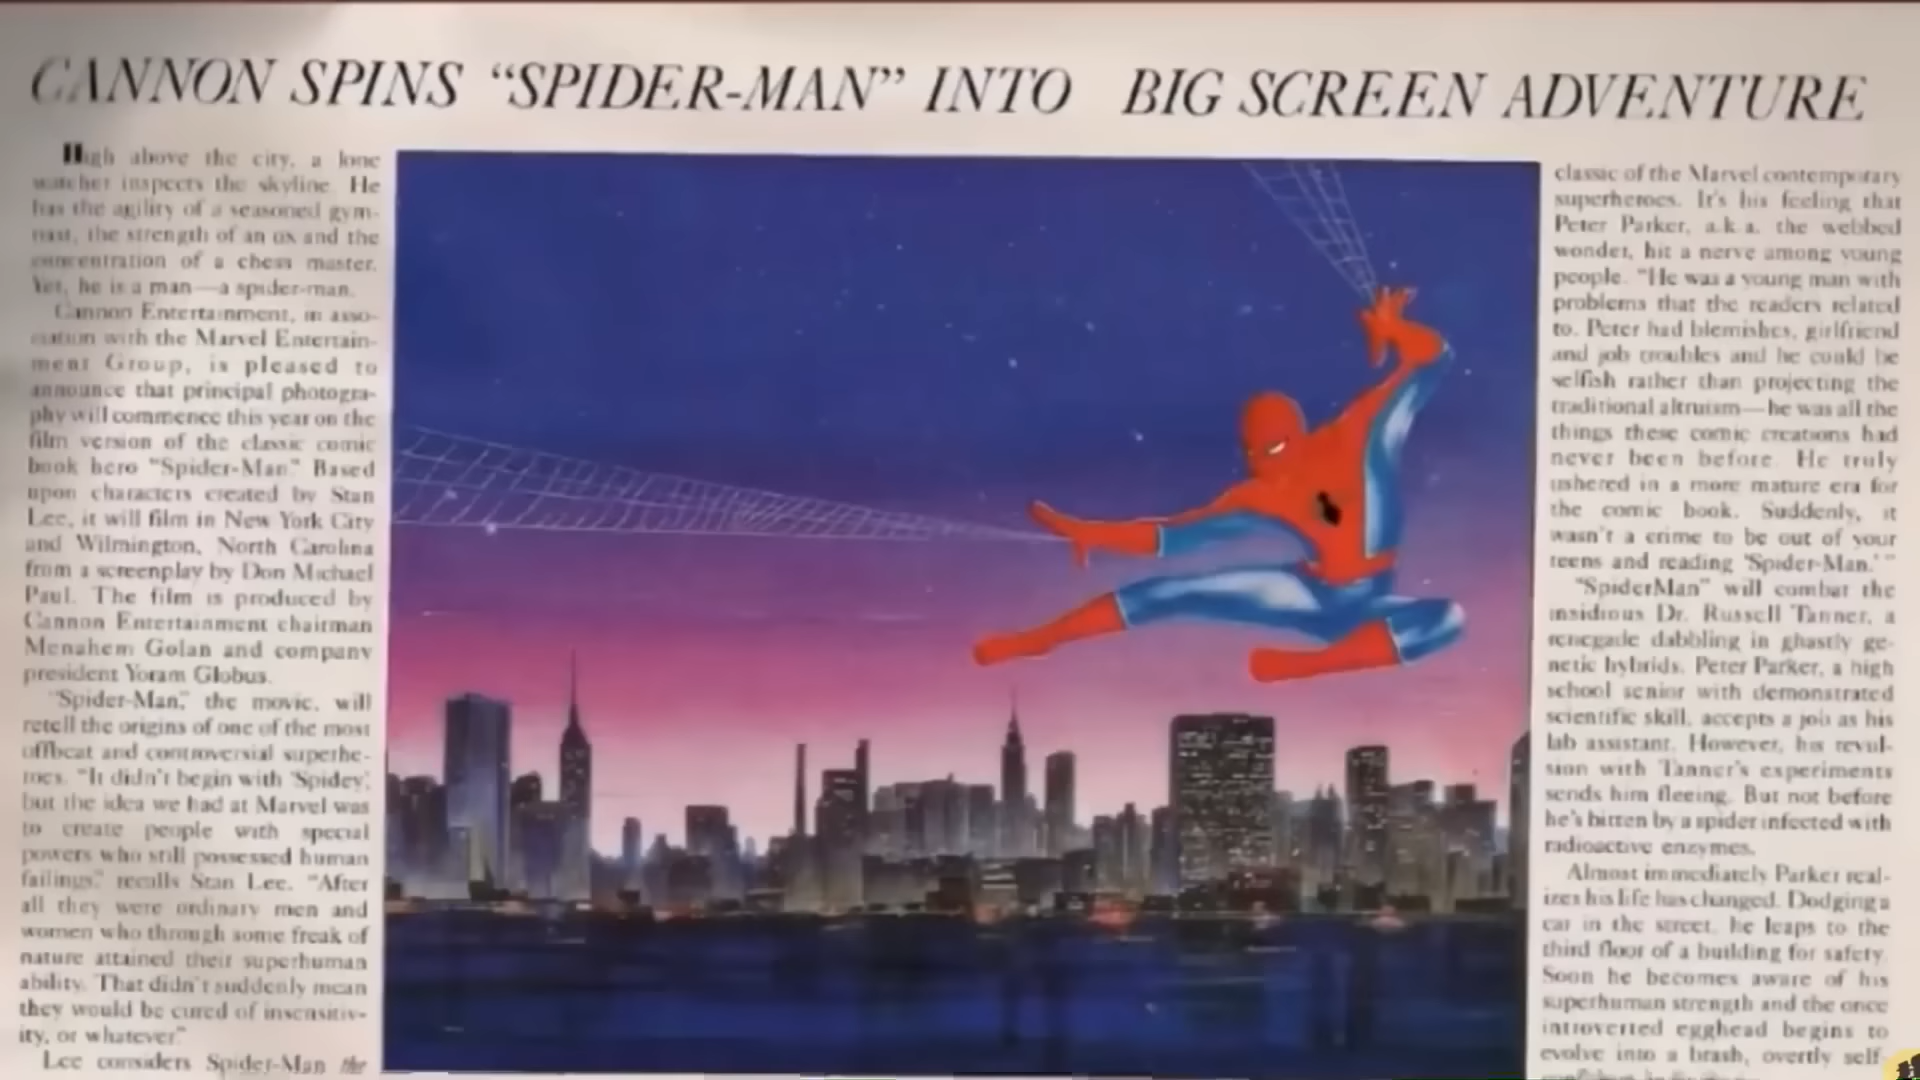 CANNON SPINS “SPIDER-MAN” INTO BIG SCREEN ADVENTURE
High above the city, a lone
watcher inspects the skyline. He
has the agility of a seasoned gym-
nast, the strength of an ox and the
concentration of a chess master.
Yet, he is a man—a spider-man.
Cannon Entertainment, in asso-
ciation with the Marvel Entertain-
ment Group, is pleased to
announce that principal photogra-
phy will commence this year on the
film version of the classic comic
book hero "Spider-Man." Based
upon characters created by Stan
Lee, it will film in New York City
and Wilmington, North Carolina
from a screenplay by Don Michael
Paul. The film is produced by
Cannon Entertainment chairman
Menahem Golan and company
president Yoram Globus.
"Spider-Man," the movie, will
retell the origins of one of the most
offbeat and controversial superhe-
roes. "It didn't begin with 'Spidey',
but the idea we had at Marvel was
to create people with special
powers who still possessed human
failings," recalls Stan Lee. "After
all they were ordinary men and
women who through some freak of
nature attained their superhuman
ability. That didn't suddenly mean
they would be cured of insensitiv-
ity, or whatever."
Lee considers Spider-Man the
classic of the Marvel contemporary
superheroes. It's his feeling that
Peter Parker, a.k.a. the webbed
wonder, hit a nerve among young
people. "He was a young man with
problems that the readers related
to. Peter had blemishes, girlfriend
and job troubles and he could be
selfish rather than projecting the
traditional altruism—he was all the
things these comic creations had
never been before. He truly
ushered in a more mature era for
the comic book. Suddenly, it
wasn't a crime to be out of your
teens and reading 'Spider-Man.'"
"SpiderMan" will combat the
insidious Dr. Russell Tanner, a
renegade dabbling in ghastly ge-
netic hybrids. Peter Parker, a high
school senior with demonstrated
scientific skill, accepts a job as his
lab assistant. However, his revul-
sion with Tanner's experiments
sends him fleeing. But not before
he's bitten by a spider infected with
radioactive enzymes.
Almost immediately Parker real-
izes his life has changed. Dodging a
car in the street, he leaps to the
third floor of a building for safety.
Soon he becomes aware of his
superhuman strength and the once
introverted egghead begins to
evolve into a brash, overtly self-